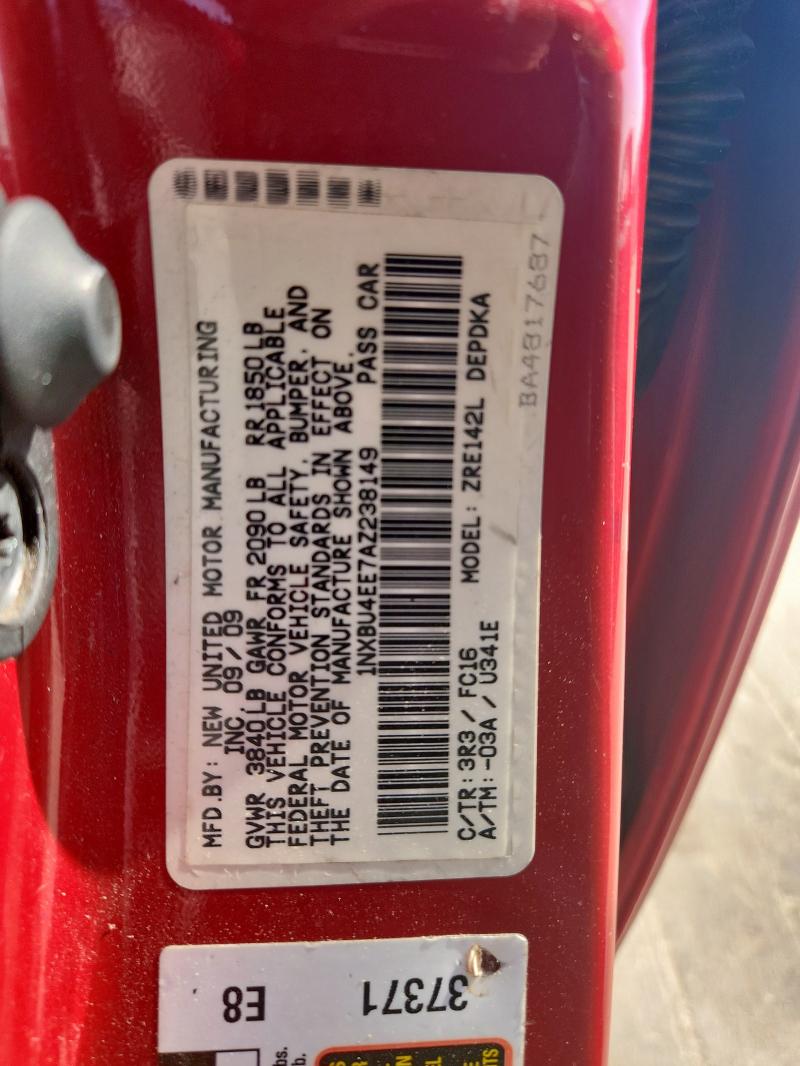 MFD.BY: NEW UNITED MOTOR MANUFACTURING
INC. 09/09
GVWR 3840LB GAWR FR 2090LB RR 1850LB
THIS VEHICLE CONFORMS TO ALL APPLICABLE
FEDERAL MOTOR VEHICLE SAFETY, BUMPER, AND
THEFT PREVENTION STANDARDS IN EFFECT ON
THE DATE OF MANUFACTURE SHOWN ABOVE.
1NXBU4EE7AZ238149 PASS CAR
C/TR: 3R3 / FC16 MODEL: ZRE142L DEPDKA
A/TM: -03A / U341E
BA4817687
37371
E8